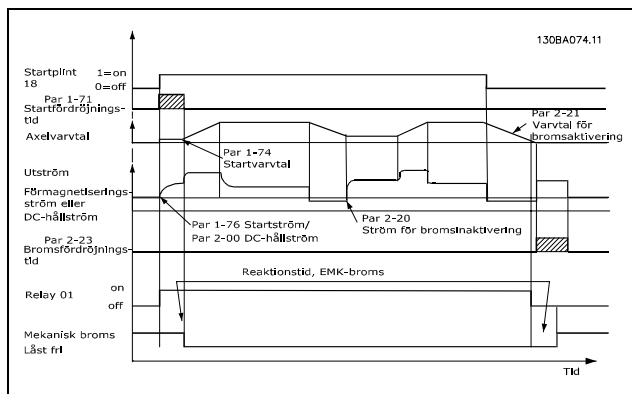 130BA074.11
Startplint 1=on
18 0=off
Par 1-71
Startfördröjnings-
tid
Axelvarvtal
Par 2-21
Varvtal för
bromsaktivering
Par 1-74
Startvarvtal
Utström
Förmagnetiserings-
ström eller
DC-hållström
Par 1-76 Startström/
Par 2-00 DC-hållström
Par 2-20
Ström för bromsinaktivering
Par 2-23
Bromsfördröjnings-
tid
Reaktionstid, EMK-broms
Relay 01 on
off
Mekanisk broms
Låst fri
Tid